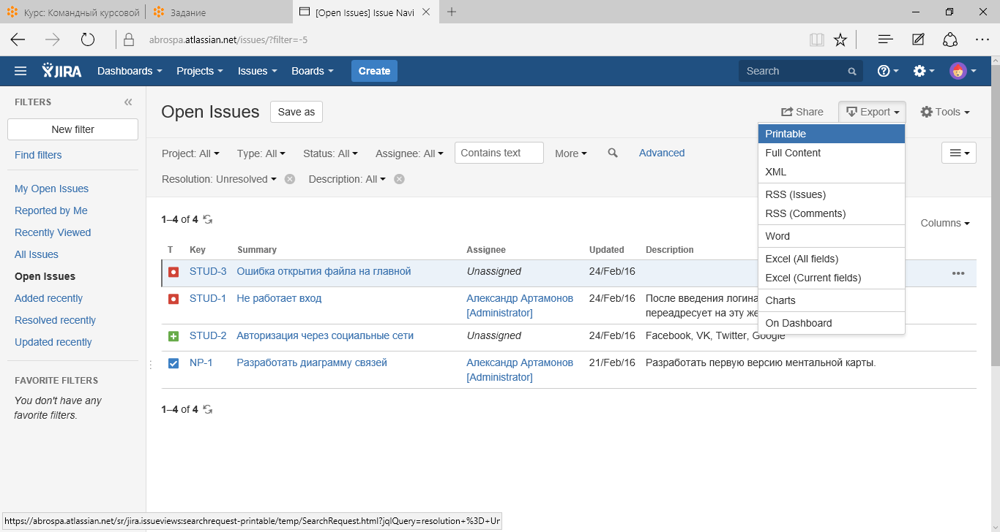 Курс: Командный курсовой
Задание
[Open Issues] Issue Navi
abrospa.atlassian.net/issues/?filter=-5
JIRA Dashboards Projects Issues Boards Create Search
FILTERS
New filter
Find filters
My Open Issues
Reported by Me
Recently Viewed
All Issues
Open Issues
Added recently
Resolved recently
Updated recently
FAVORITE FILTERS
You don't have any
favorite filters.
Open Issues Save as Share Export Tools
Project: All Type: All Status: All Assignee: All Contains text More Advanced
Resolution: Unresolved Description: All
Printable
Full Content
XML
RSS (Issues)
RSS (Comments)
Word
Excel (All fields)
Excel (Current fields)
Charts
On Dashboard
1–4 of 4
Columns
T Key Summary Assignee Updated Description
STUD-3 Ошибка открытия файла на главной Unassigned 24/Feb/16
STUD-1 Не работает вход Александр Артамонов 24/Feb/16 После введения логина
[Administrator] переадресует на эту же
STUD-2 Авторизация через социальные сети Unassigned 24/Feb/16 Facebook, VK, Twitter, Google
NP-1 Разработать диаграмму связей Александр Артамонов 21/Feb/16 Разработать первую версию ментальной карты.
[Administrator]
1–4 of 4
https://abrospa.atlassian.net/sr/jira.issueviews:searchrequest-printable/temp/SearchRequest.html?jqlQuery=resolution+%3D+Ur